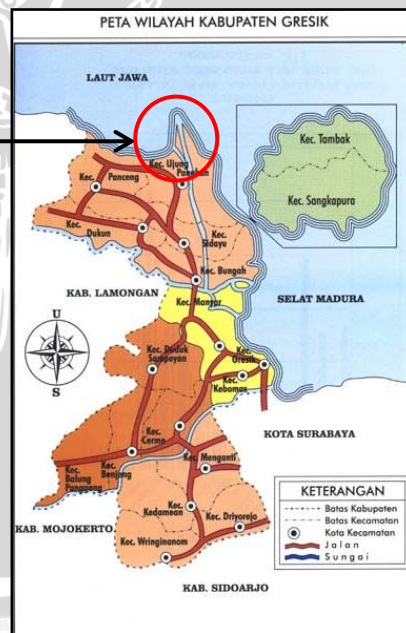 PETA WILAYAH KABUPATEN GRESIK
LAUT JAWA
Kec. Ujung
Pangkah
Kec.
Panceng
Kec.
Dukun
Kec.
Sidayu
Kec. Bungah
Kec. Tambak
Kec. Sangkapura
KAB. LAMONGAN
Kec. Manyar
SELAT MADURA
U
S
Kec. Duduk
Sampeyan
Kec.
Gresik
Kec.
Kebomas
KOTA SURABAYA
Kec.
Cerme
Kec. Menganti
Kec.
Balung
Panggang
Kec.
Benjeng
Kec.
Kedamean
Kec. Driyorejo
KAB. MOJOKERTO
Kec. Wringinanom
KAB. SIDOARJO
KETERANGAN
Batas Kabupaten
Batas Kecamatan
Kota Kecamatan
Jalan
Sungai